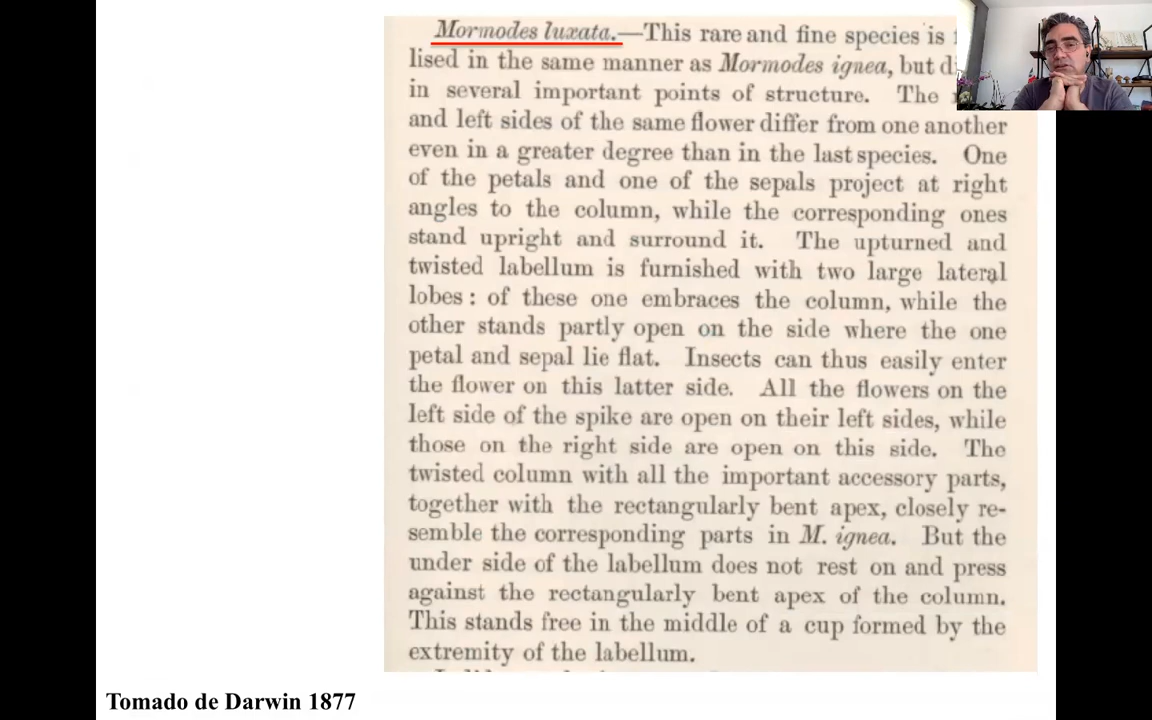 Mormodes luxata.—This rare and fine species is
lised in the same manner as Mormodes ignea, but
in several important points of structure. The
and left sides of the same flower differ from one another
even in a greater degree than in the last species. One
of the petals and one of the sepals project at right
angles to the column, while the corresponding ones
stand upright and surround it. The upturned and
twisted labellum is furnished with two large lateral
lobes : of these one embraces the column, while the
other stands partly open on the side where the one
petal and sepal lie flat. Insects can thus easily enter
the flower on this latter side. All the flowers on the
left side of the spike are open on their left sides, while
those on the right side are open on this side. The
twisted column with all the important accessory parts,
together with the rectangularly bent apex, closely re-
semble the corresponding parts in M. ignea. But the
under side of the labellum does not rest on and press
against the rectangularly bent apex of the column.
This stands free in the middle of a cup formed by the
extremity of the labellum.
Tomado de Darwin 1877